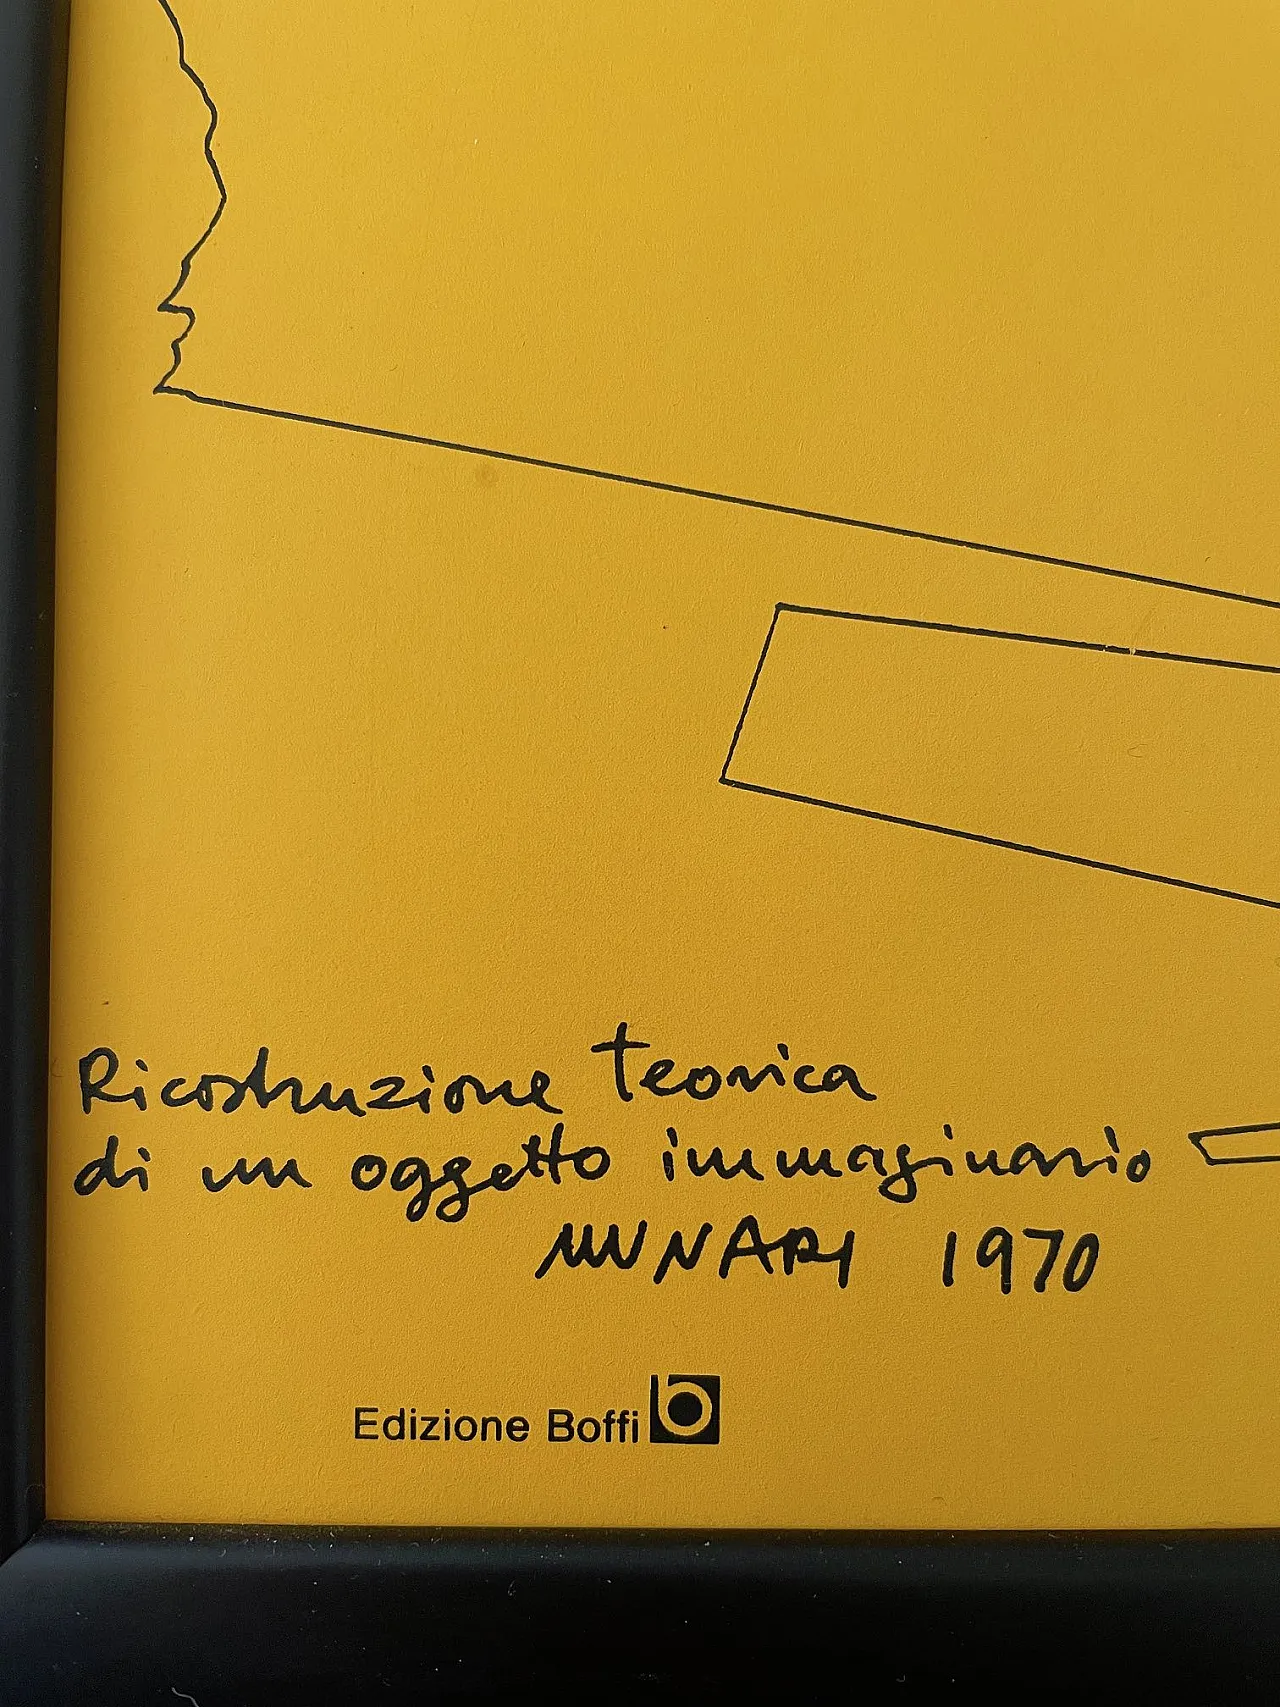 Ricostruzione teorica
di un oggetto immaginario
MUNARI 1970
Edizione Boffi